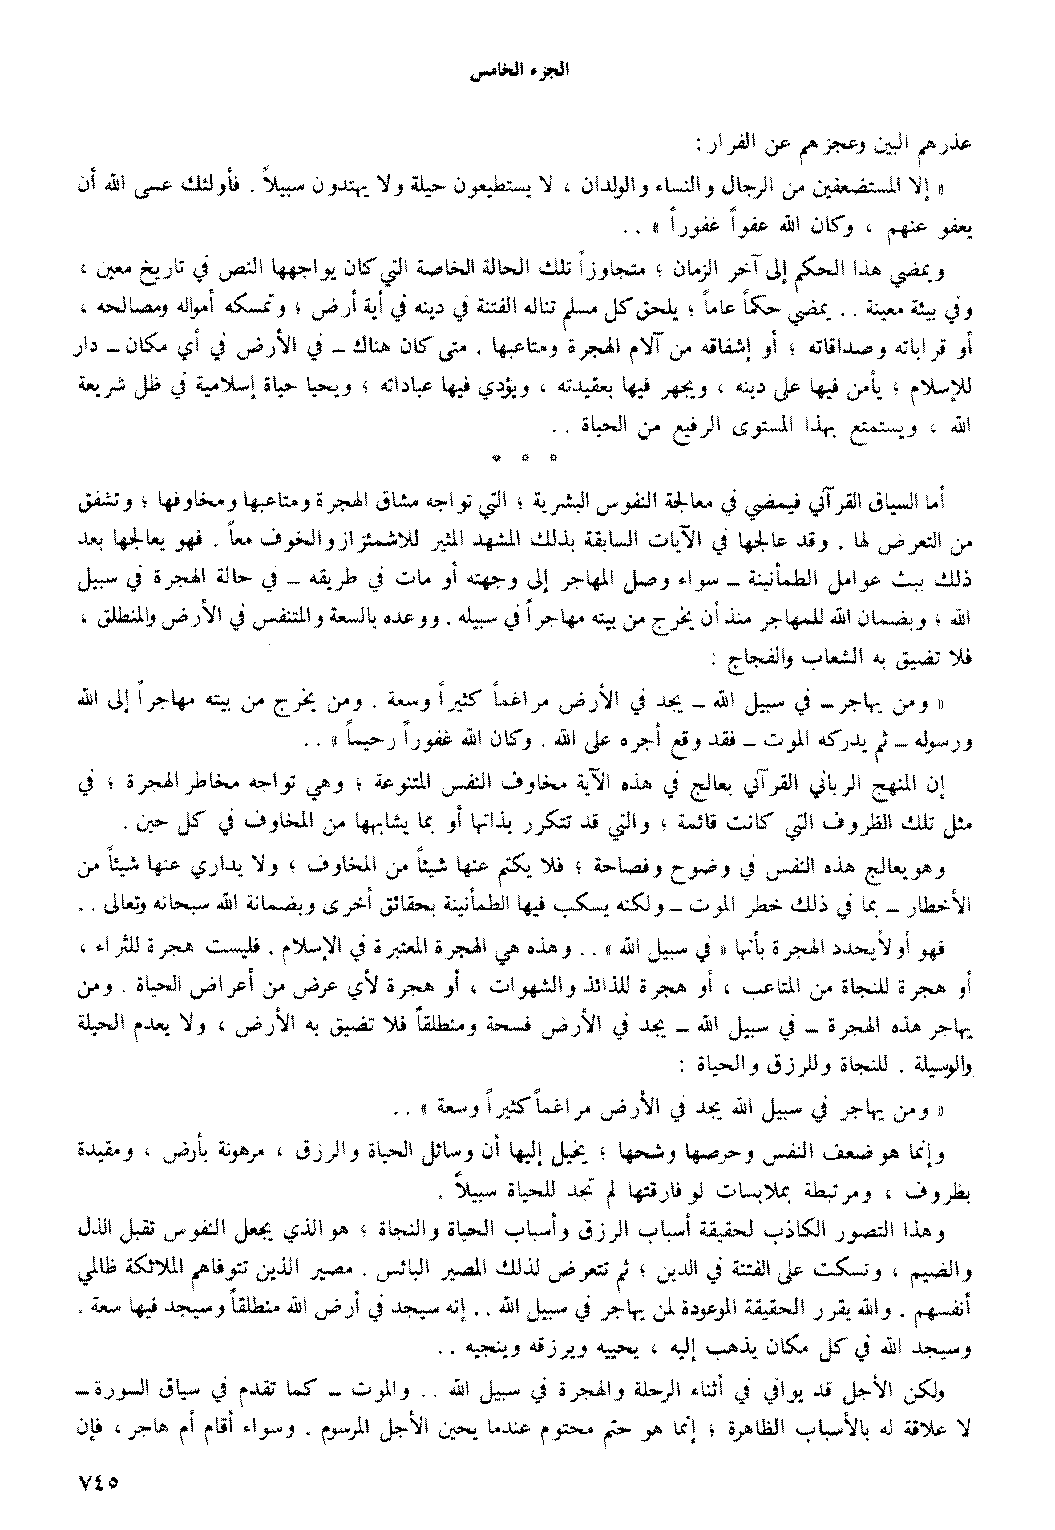 الجزء الخامس
عذرهم البين وعجزهم عن الفرار :
« إلا المستضعفين من الرجال والنساء والولدان ، لا يستطيعون حيلة ولا يهتدون سبيلاً . فأولئك عسى الله أن
يعفو عنهم ، وكان الله عفواً غفوراً » ..
ويمضي هذا الحكم إلى آخر الزمان ؛ متجاوزاً تلك الحالة الخاصة التي كان يواجهها النص في تاريخ معين ،
وفي بيئة معينة .. يمضي حكماً عاماً ؛ يلحق كل مسلم تناله الفتنة في دينه في أية أرض ؛ وتمسكه أمواله ومصالحه ،
أو قراباته وصداقاته ؛ أو إشفاقه من آلام الهجرة ومتاعبها . متى كان هناك – في الأرض في أي مكان – دار
للإسلام ؛ يأمن فيها على دينه ، ويجهر فيها بعقيدته ، ويؤدي فيها عباداته ؛ ويحيا حياة إسلامية في ظل شريعة
الله ، ويستمتع بهذا المستوى الرفيع من الحياة ..
* * *
أما السياق القرآني فيمضي في معالجة النفوس البشرية ؛ التي تواجه مشاق الهجرة ومتاعبها ومخاوفها ؛ وتشفق
من التعرض لها . وقد عالجها في الآيات السابقة بذلك المشهد المثير للاشمئزاز والخوف معاً . فهو يعالجها بعد
ذلك ببث عوامل الطمأنينة – سواء وصل المهاجر إلى وجهته أو مات في طريقه – في حالة الهجرة في سبيل
الله ؛ وبضمان الله للمهاجر منذ أن يخرج من بيته مهاجراً في سبيله . ووعده بالسعة والمتنفس في الأرض والمنطلق ،
فلا تضيق به الشعاب والفجاج :
« ومن يهاجر – في سبيل الله – يجد في الأرض مراغماً كثيراً وسعة . ومن يخرج من بيته مهاجراً إلى الله
ورسوله – ثم يدركه الموت – فقد وقع أجره على الله . وكان الله غفوراً رحيماً » ..
إن المنهج الرباني القرآني يعالج في هذه الآية مخاوف النفس المتنوعة ؛ وهي تواجه مخاطر الهجرة ؛ في
مثل تلك الظروف التي كانت قائمة ؛ والتي قد تتكرر بذاتها أو بما يشابهها من المخاوف في كل حين .
وهو يعالج هذه النفس في وضوح وفصاحة ؛ فلا يكتم عنها شيئاً من المخاوف ؛ ولا يداري عنها شيئاً من
الأخطار – بما في ذلك خطر الموت – ولكنه يسكب فيها الطمأنينة بحقائق أخرى وبضمانة الله سبحانه وتعالى ..
فهو أولاً يحدد الهجرة بأنها « في سبيل الله » .. وهذه هي الهجرة المعتبرة في الإسلام . فليست هجرة للثراء ،
أو هجرة للنجاة من المتاعب ، أو هجرة للذائذ والشهوات ، أو هجرة لأي عرض من أعراض الحياة . ومن
يهاجر هذه الهجرة – في سبيل الله – يجد في الأرض فسحة ومنطلقاً فلا تضيق به الأرض ، ولا يعدم الحيلة
والوسيلة . للنجاة وللرزق والحياة :
« ومن يهاجر في سبيل الله يجد في الأرض مراغماً كثيراً وسعة » ..
وإنما هو ضعف النفس وحرصها وشحها ؛ يخيل إليها أن وسائل الحياة والرزق ، مرهونة بأرض ، ومقيدة
بظروف ، ومرتبطة بملابسات لو فارقتها لم تجد للحياة سبيلاً .
وهذا التصور الكاذب لحقيقة أسباب الرزق وأسباب الحياة والنجاة ؛ هو الذي يجعل النفوس تقبل الذل
والضيم ، وتسكت على الفتنة في الدين ؛ ثم تتعرض لذلك المصير البائس . مصير الذين تتوفاهم الملائكة ظالمي
أنفسهم . والله يقرر الحقيقة الموعودة لمن يهاجر في سبيل الله .. إنه سيجد في أرض الله منطلقاً وسيجد فيها سعة .
وسيجد الله في كل مكان يذهب إليه ، يحييه ويرزقه وينجيه ..
ولكن الأجل قد يوافي في أثناء الرحلة والهجرة في سبيل الله .. والموت – كما تقدم في سياق السورة –
لا علاقة له بالأسباب الظاهرة ؛ إنما هو حتم محتوم عندما يحين الأجل المرسوم . وسواء أقام أم هاجر ، فإن
٧٤٥